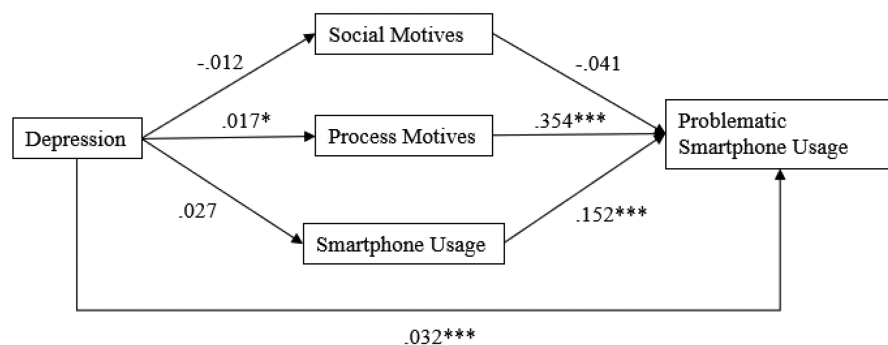 Social Motives
-.012
-.041
.017*
.354***
Depression
Process Motives
Problematic
Smartphone Usage
.027
.152***
Smartphone Usage
.032***